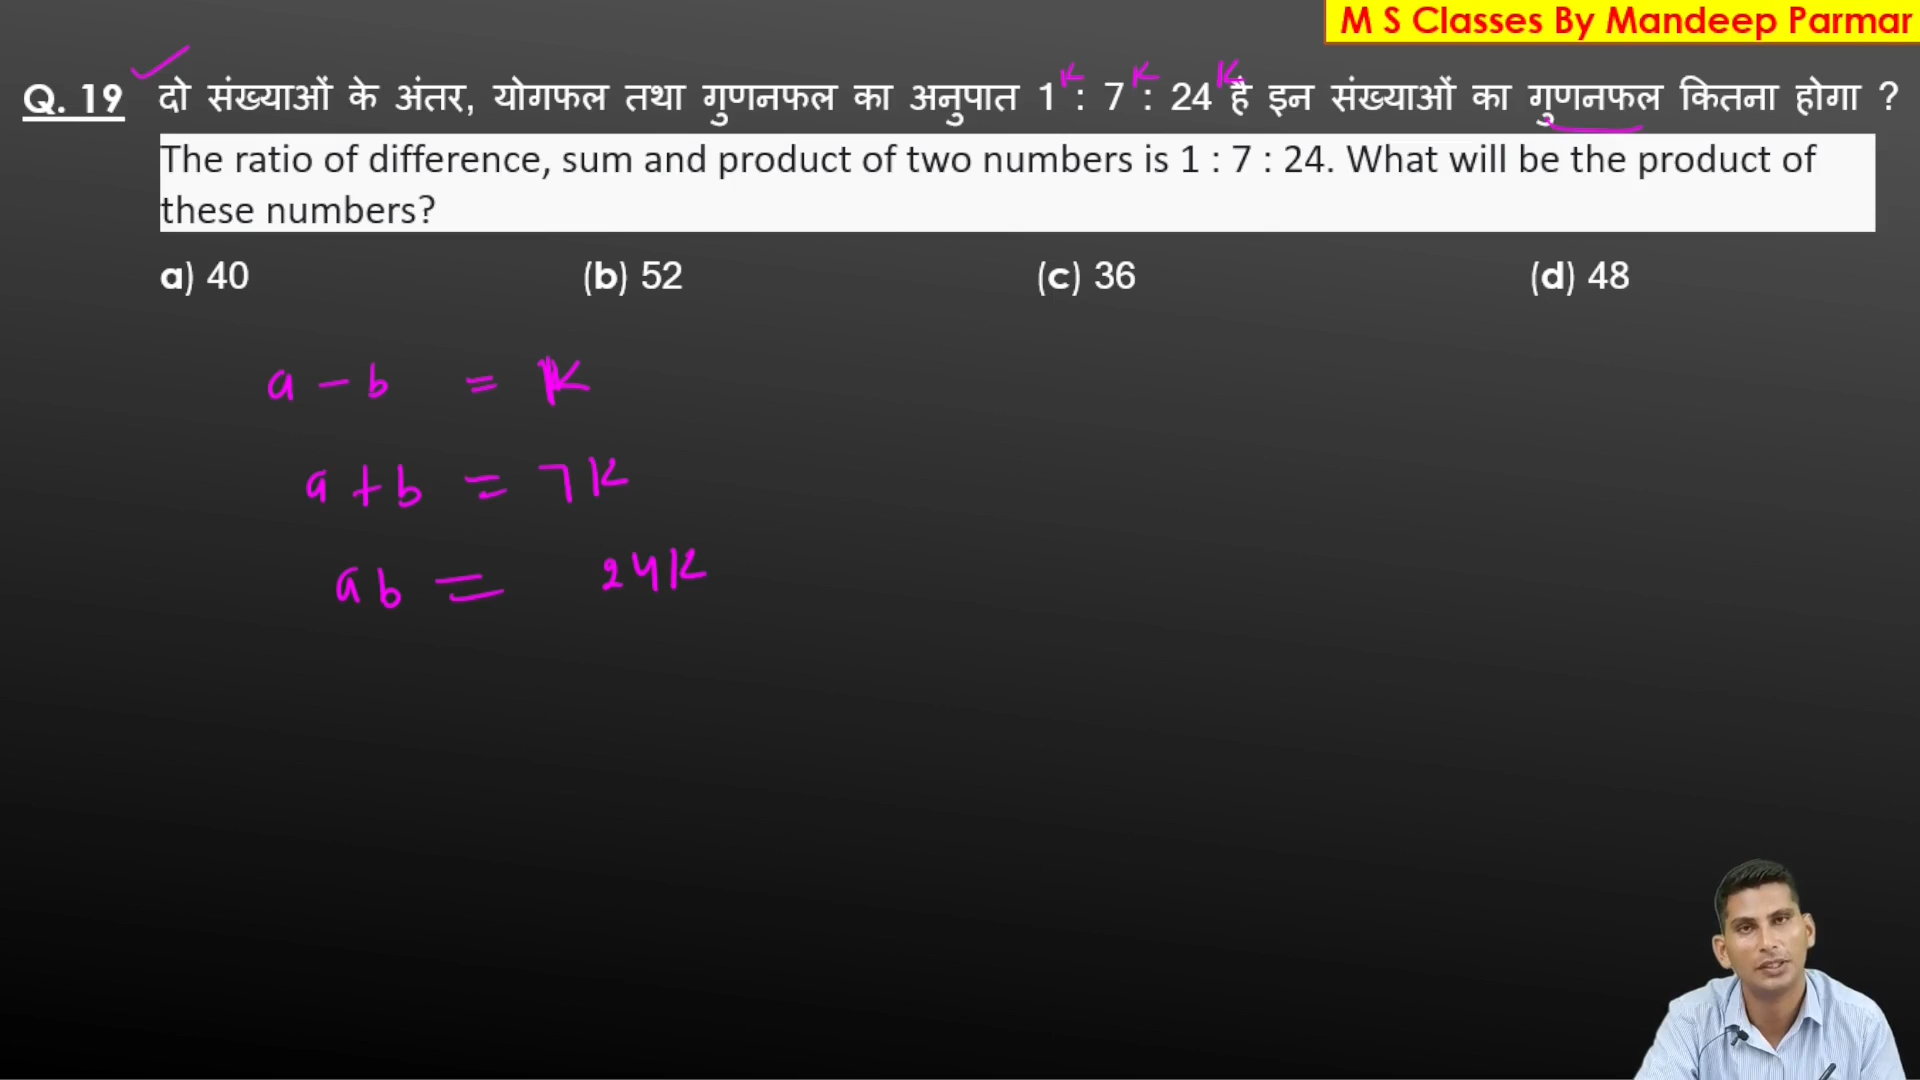 M S Classes By Mandeep Parmar
Q. 19 दो संख्याओं के अंतर, योगफल तथा गुणनफल का अनुपात 1 K : 7 K : 24 K है इन संख्याओं का गुणनफल कितना होगा ?
The ratio of difference, sum and product of two numbers is 1 : 7 : 24. What will be the product of
these numbers?
a) 40 (b) 52 (c) 36 (d) 48
a - b = K
a + b = 7K
ab = 24K